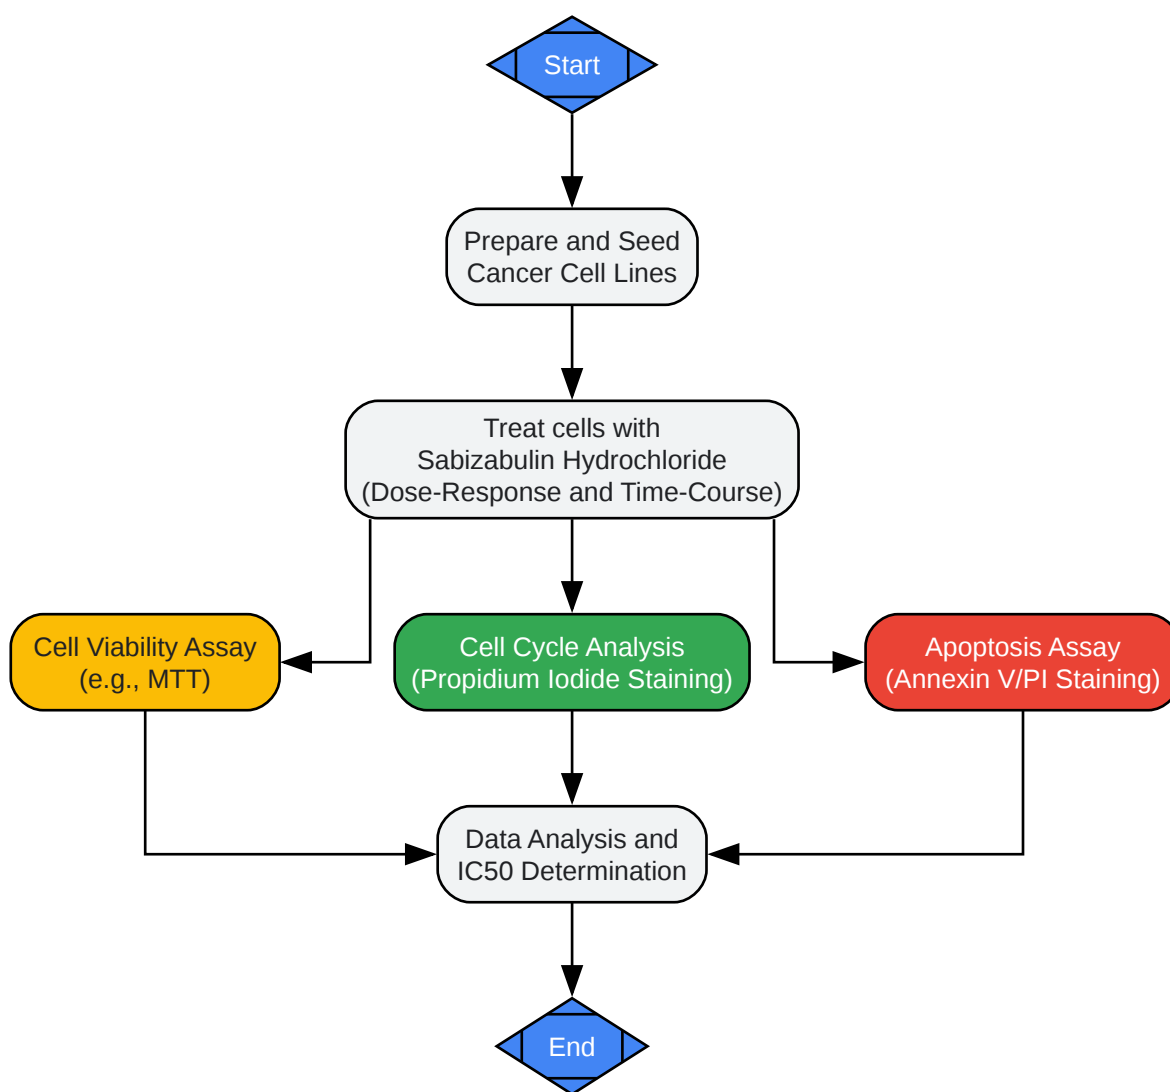 Start
Prepare and Seed
Cancer Cell Lines
Treat cells with
Sabizabulin Hydrochloride
(Dose-Response and Time-Course)
Cell Viability Assay
(e.g., MTT)
Cell Cycle Analysis
(Propidium Iodide Staining)
Apoptosis Assay
(Annexin V/PI Staining)
Data Analysis and
IC50 Determination
End